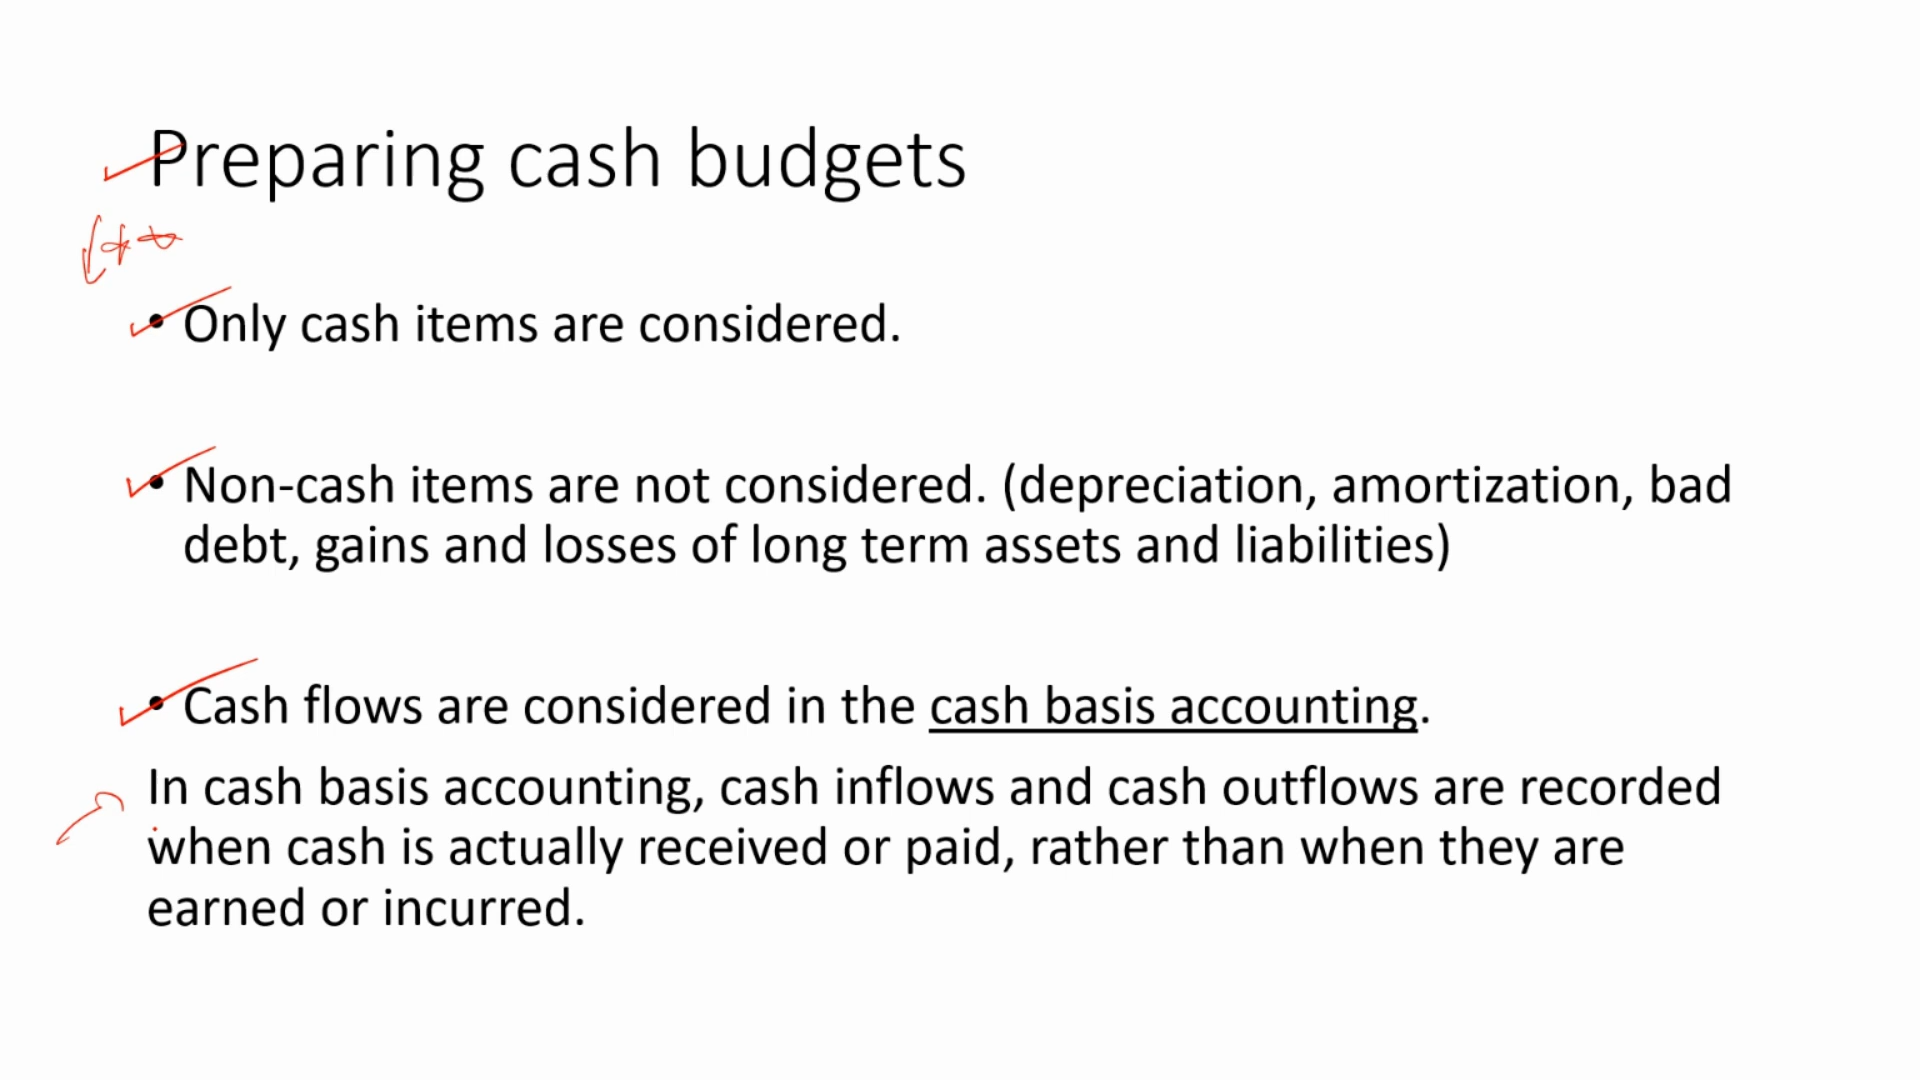 Preparing cash budgets
• Only cash items are considered.
• Non-cash items are not considered. (depreciation, amortization, bad
debt, gains and losses of long term assets and liabilities)
• Cash flows are considered in the cash basis accounting.
In cash basis accounting, cash inflows and cash outflows are recorded
when cash is actually received or paid, rather than when they are
earned or incurred.